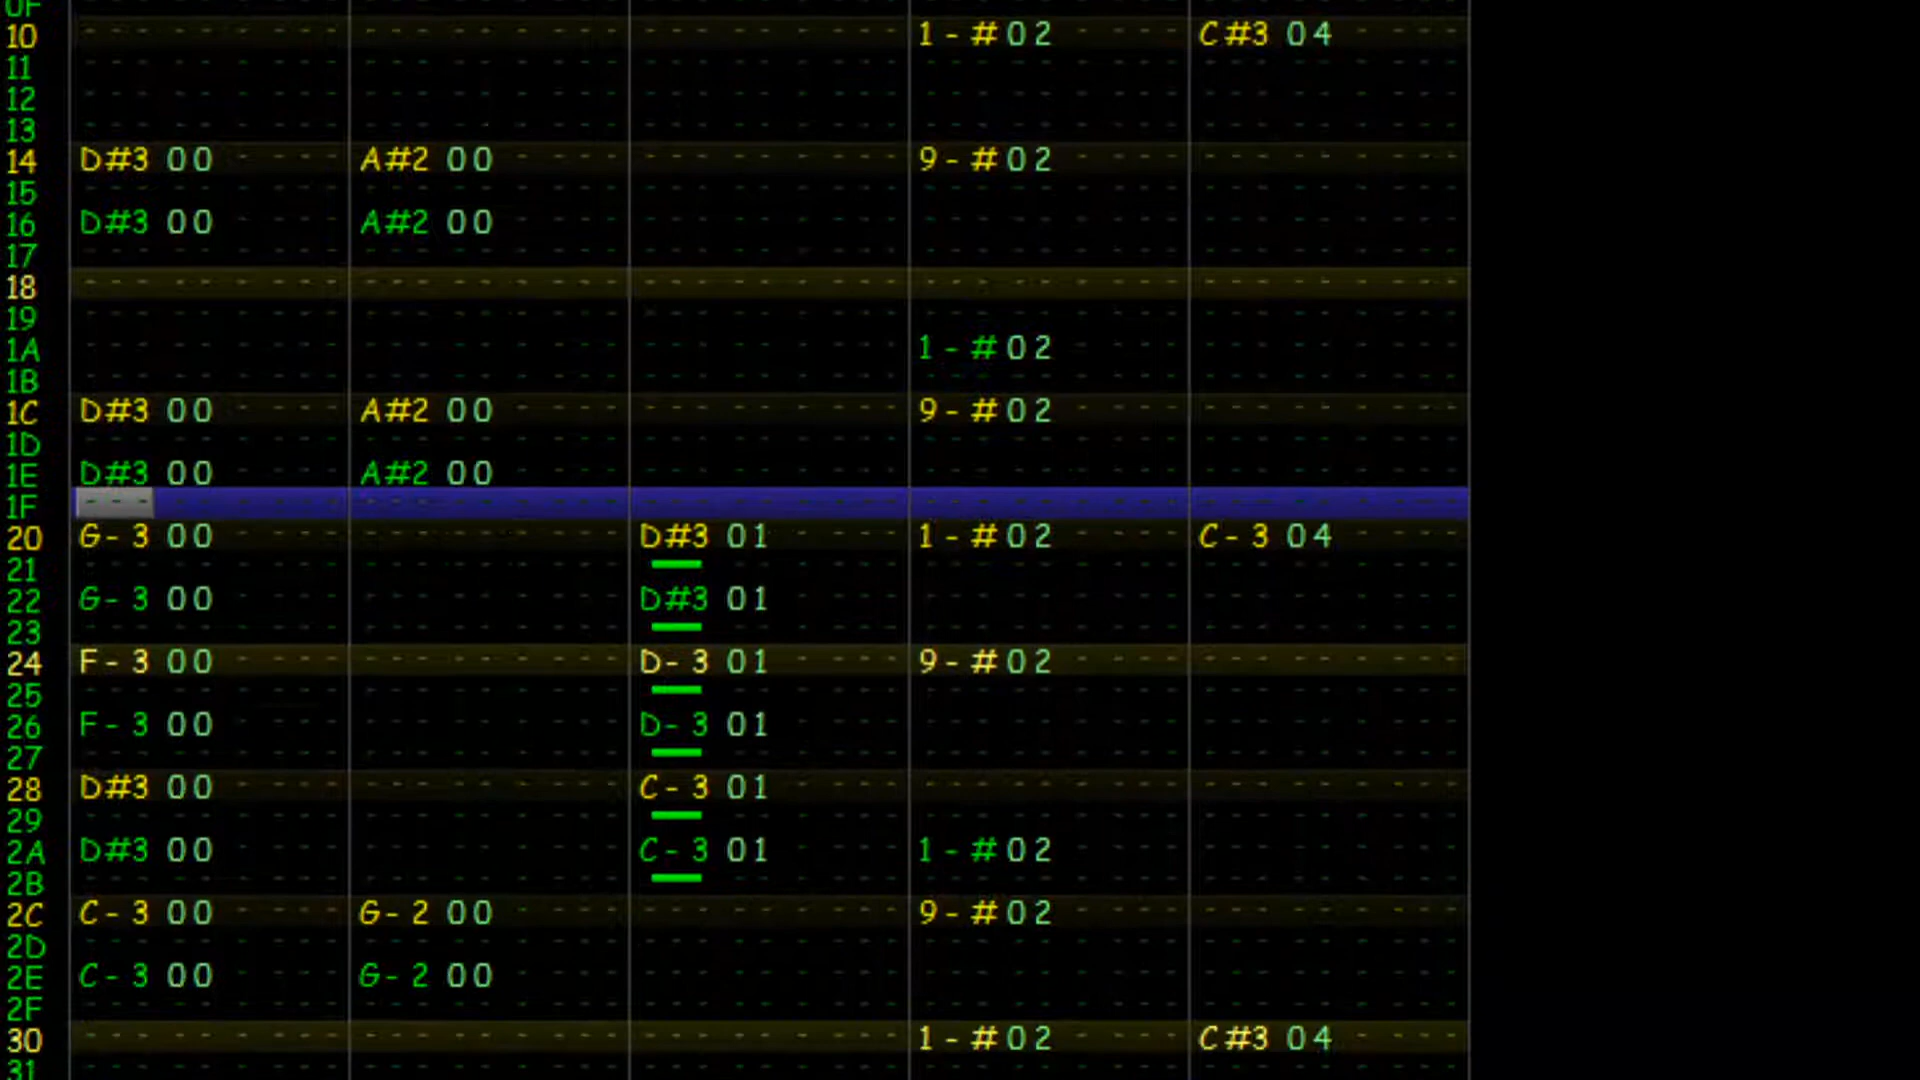 0F
10 1-#02 C#3 04
11
12
13
14 D#3 00 A#2 00 9-#02
15
16 D#3 00 A#2 00
17
18
19
1A 1-#02
1B
1C D#3 00 A#2 00 9-#02
1D
1E D#3 00 A#2 00
1F
20 G-3 00 D#3 01 1-#02 C-3 04
21
22 G-3 00 D#3 01
23
24 F-3 00 D-3 01 9-#02
25
26 F-3 00 D-3 01
27
28 D#3 00 C-3 01
29
2A D#3 00 C-3 01 1-#02
2B
2C C-3 00 G-2 00 9-#02
2D
2E C-3 00 G-2 00
2F
30 1-#02 C#3 04
31